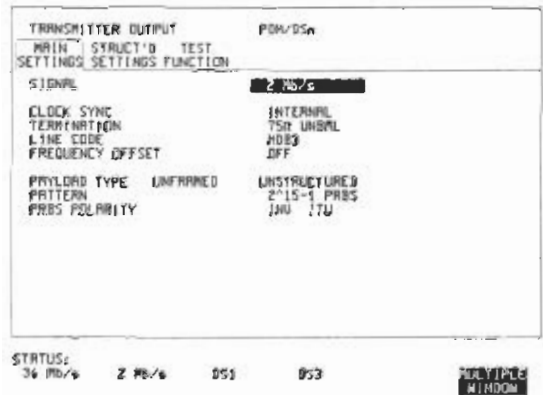 TRANSMITTER OUTPUT PDH/DSn
MAIN STRUCT'D TEST
SETTINGS SETTINGS FUNCTION
SIGNAL 2 Mb/s
CLOCK SYNC INTERNAL
TERMINATION 75Ω UNBAL
LINE CODE HDB3
FREQUENCY OFFSET OFF
PAYLOAD TYPE UNFRAMED UNSTRUCTURED
PATTERN 2^15-1 PRBS
PRBS POLARITY INV ITU
STATUS:
34 Mb/s 2 Mb/s DS1 DS3 MULTIPLE
WINDOW